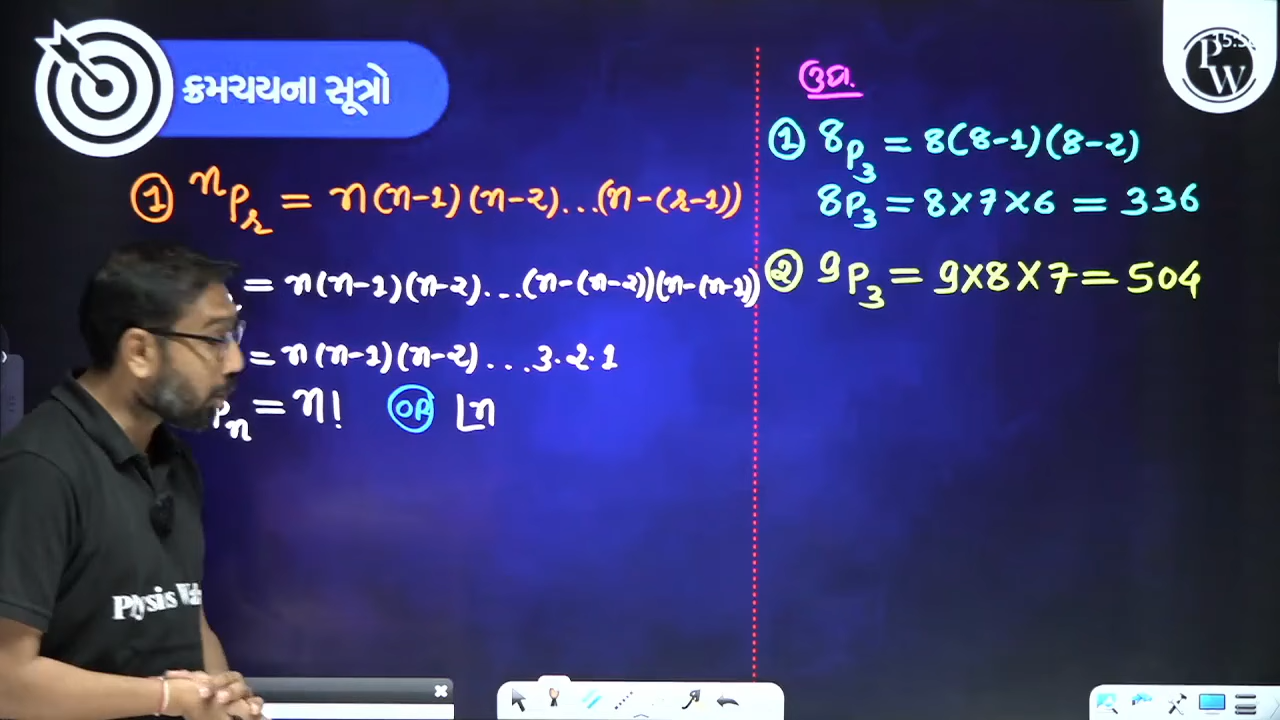 ક્રમચયના સૂત્રો
① nPr = n(n-1)(n-2)...(n-(r-1))
= n(n-1)(n-2)...(n-(n-2))(n-(n-1))
= n(n-1)(n-2)...3·2·1
Pn = n! OR ⌊n
ઉદા.
① 8P3 = 8(8-1)(8-2)
8P3 = 8×7×6 = 336
② 9P3 = 9×8×7 = 504
PW
Physics Wal